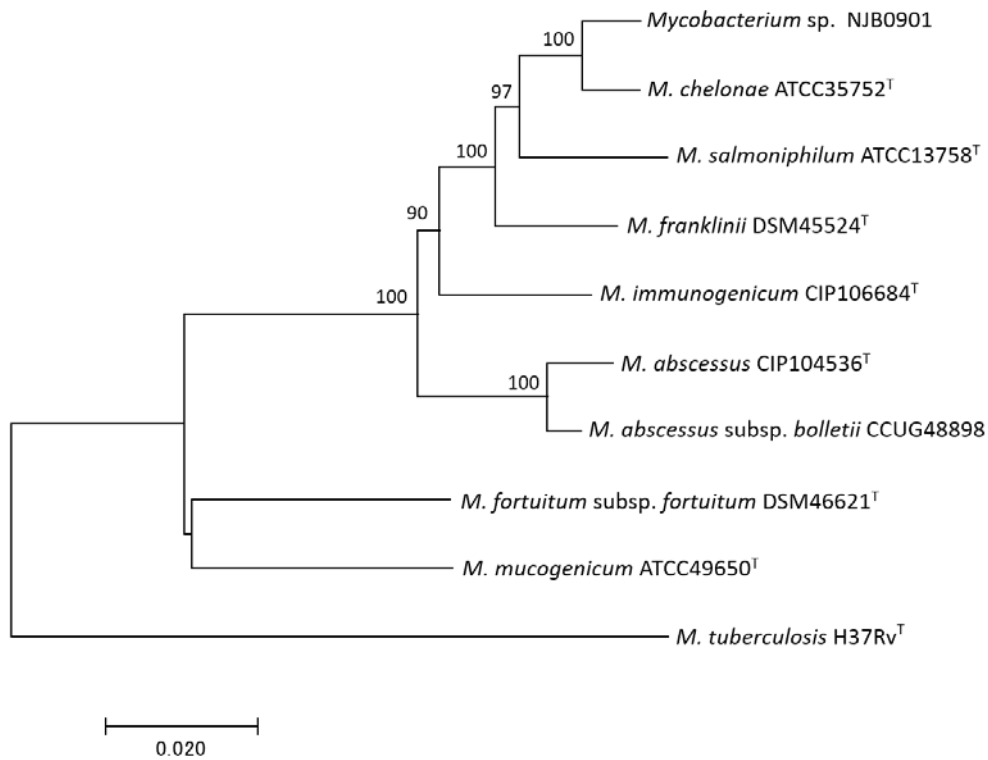 100
Mycobacterium sp. NJB0901
97
M. chelonae ATCC35752ᵀ
100
M. salmoniphilum ATCC13758ᵀ
90
M. franklinii DSM45524ᵀ
100
M. immunogenicum CIP106684ᵀ
M. abscessus CIP104536ᵀ
100
M. abscessus subsp. bolletii CCUG48898
M. fortuitum subsp. fortuitum DSM46621ᵀ
M. mucogenicum ATCC49650ᵀ
M. tuberculosis H37Rvᵀ
0.020